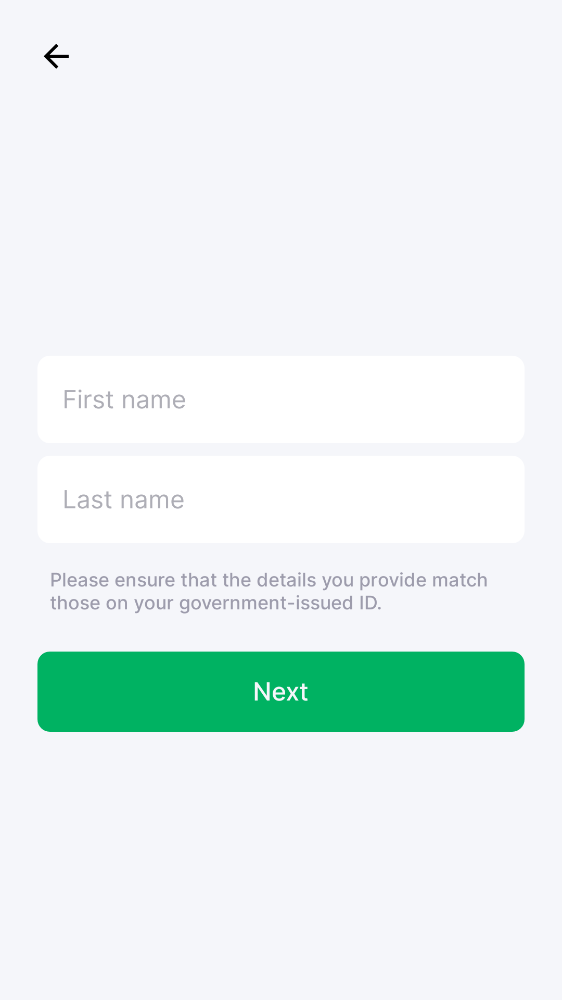 First name
Last name
Please ensure that the details you provide match
those on your government-issued ID.
Next